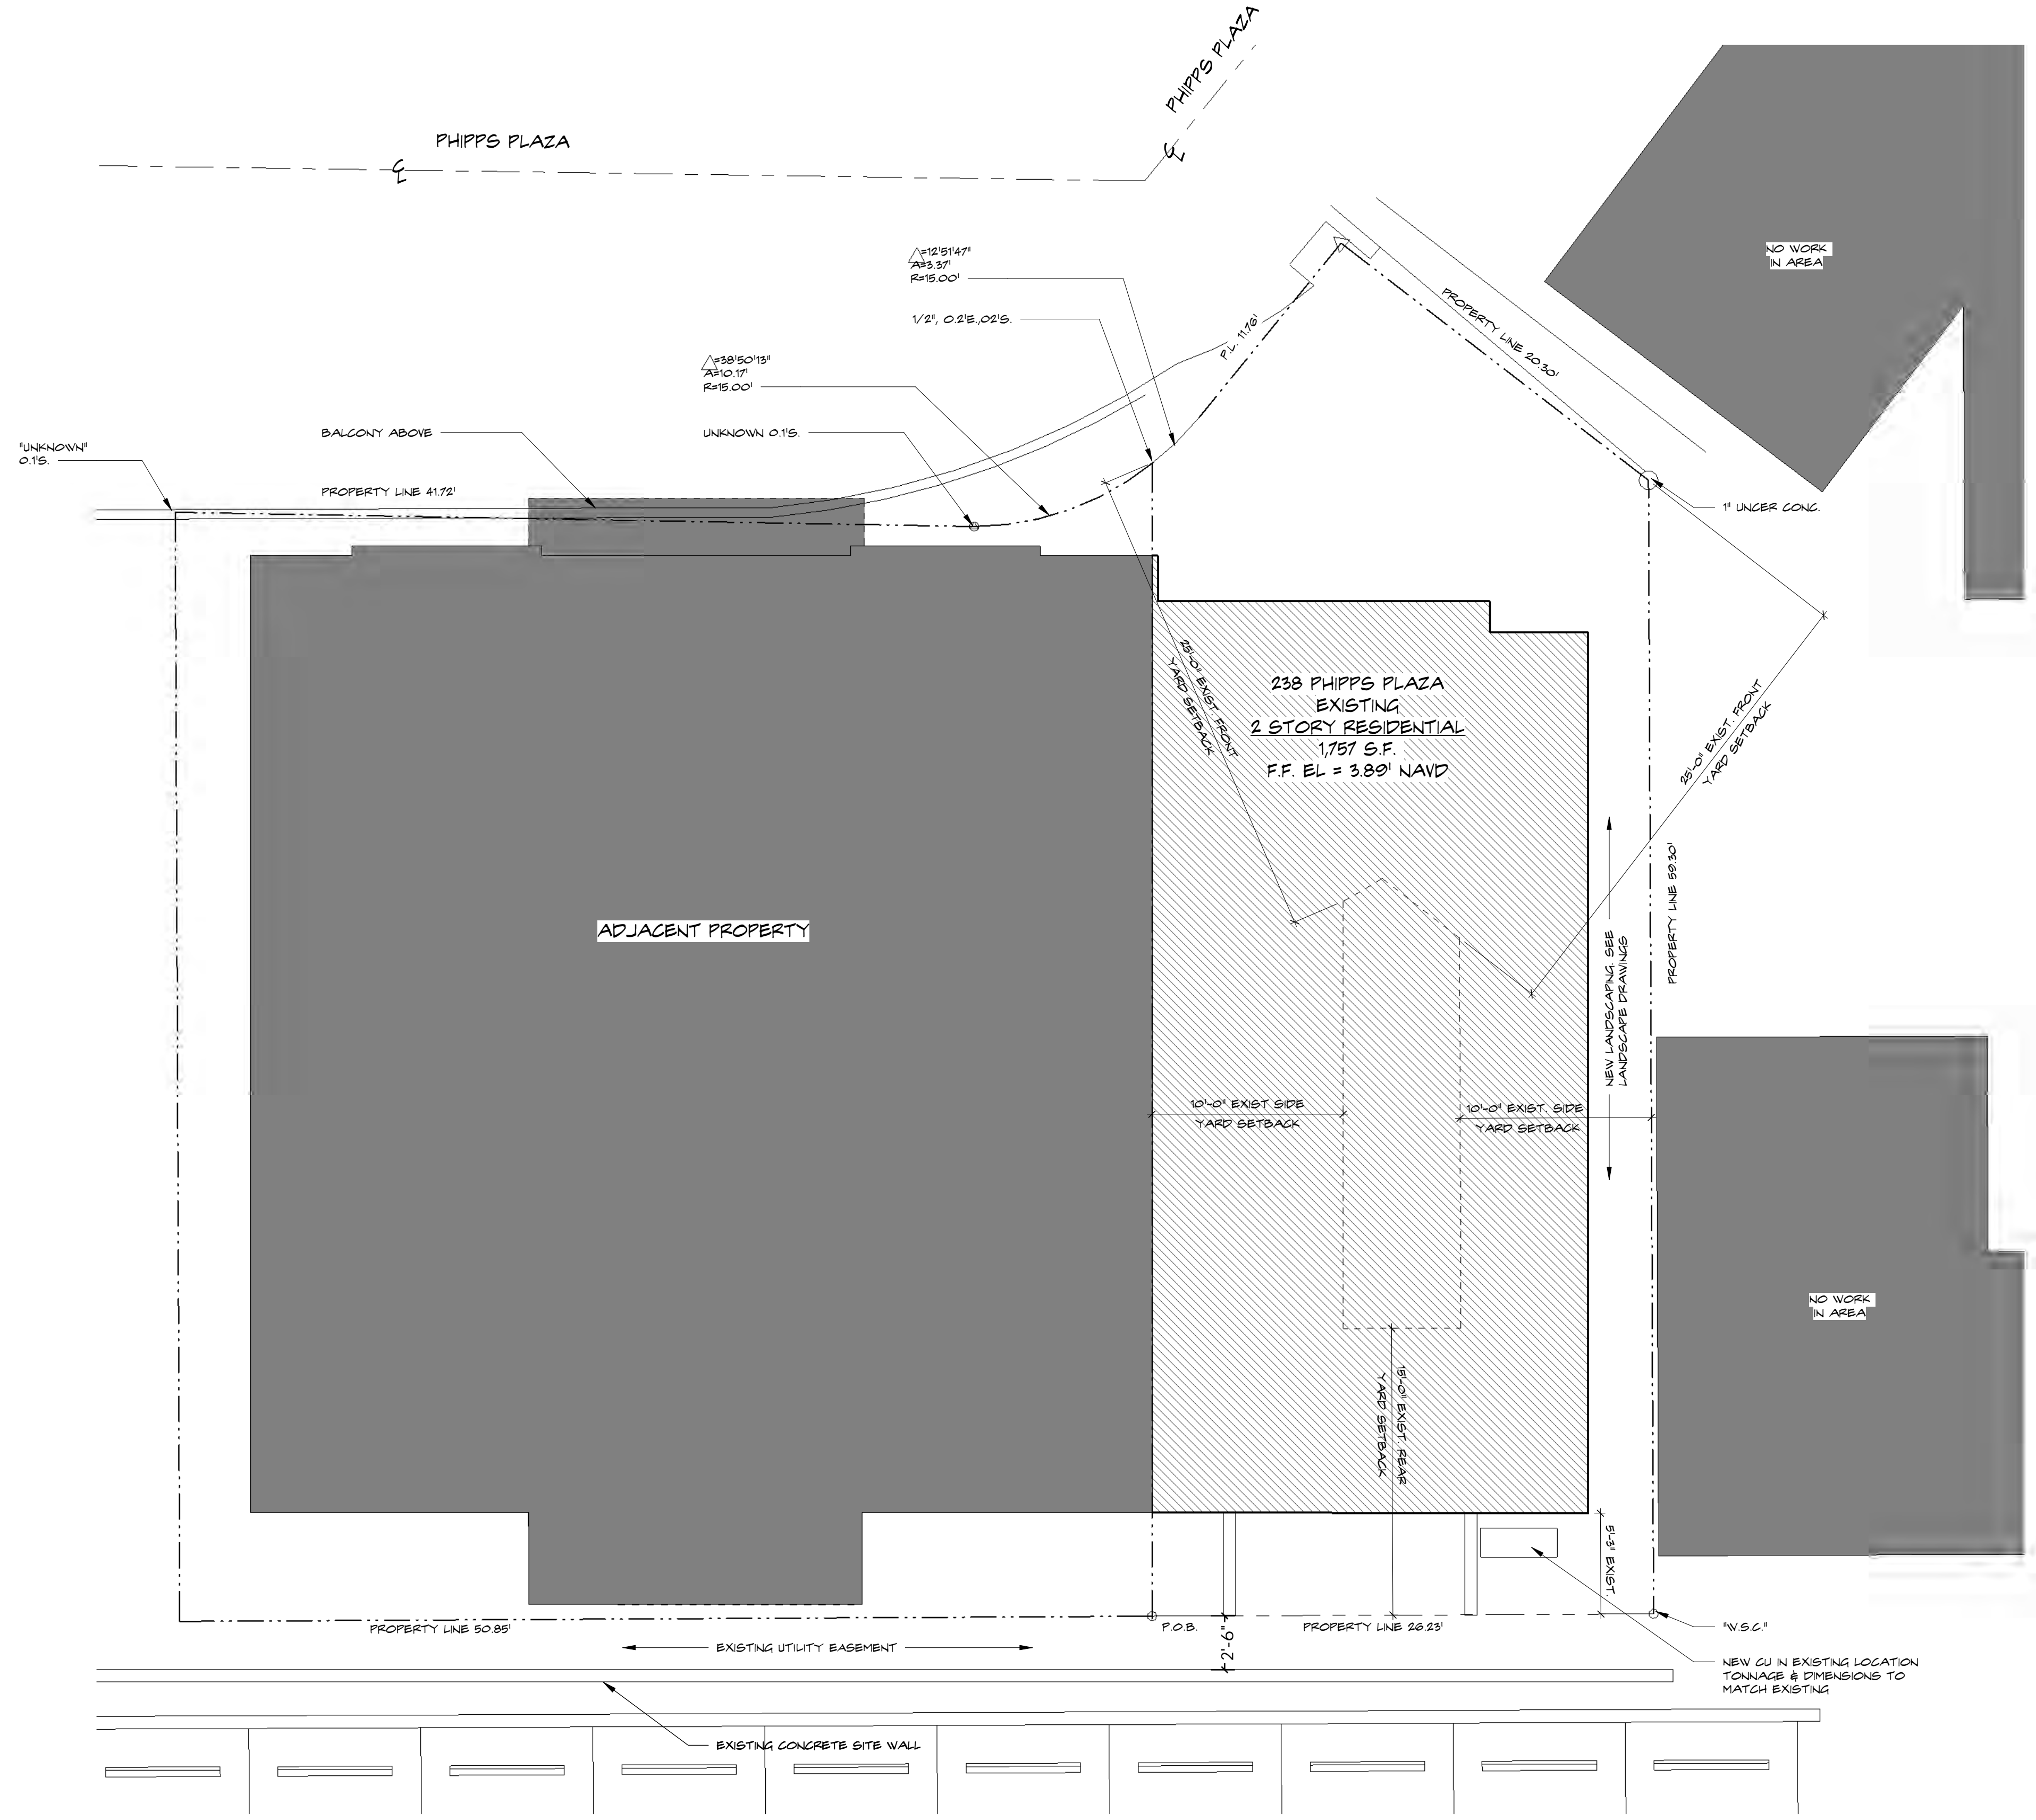 PHIPPS PLAZA
PHIPPS PLAZA
℄
℄
△=12'51'47"
A=3.37'
R=15.00'
1/2", 0.2'E.,02'S.
△=38'50'13"
A=10.17'
R=15.00'
UNKNOWN 0.1'S.
BALCONY ABOVE
"UNKNOWN"
0.1'S.
PROPERTY LINE 41.72'
P.L. 11.76'
PROPERTY LINE 20.30'
NO WORK
IN AREA
1" UNCER CONC.
25'-0" EXIST. FRONT
YARD SETBACK
238 PHIPPS PLAZA
EXISTING
2 STORY RESIDENTIAL
1,757 S.F.
F.F. EL = 3.89' NAVD
25'-0" EXIST. FRONT
YARD SETBACK
PROPERTY LINE 59.30'
ADJACENT PROPERTY
NEW LANDSCAPING. SEE
LANDSCAPE DRAWINGS
10'-0" EXIST SIDE
YARD SETBACK
10'-0" EXIST. SIDE
YARD SETBACK
NO WORK
IN AREA
15'-0" EXIST. REAR
YARD SETBACK
5'-3" EXIST.
PROPERTY LINE 50.85'
P.O.B.
2'-6"
PROPERTY LINE 26.23'
"W.S.C."
EXISTING UTILITY EASEMENT
NEW CU IN EXISTING LOCATION
TONNAGE & DIMENSIONS TO
MATCH EXISTING
EXISTING CONCRETE SITE WALL